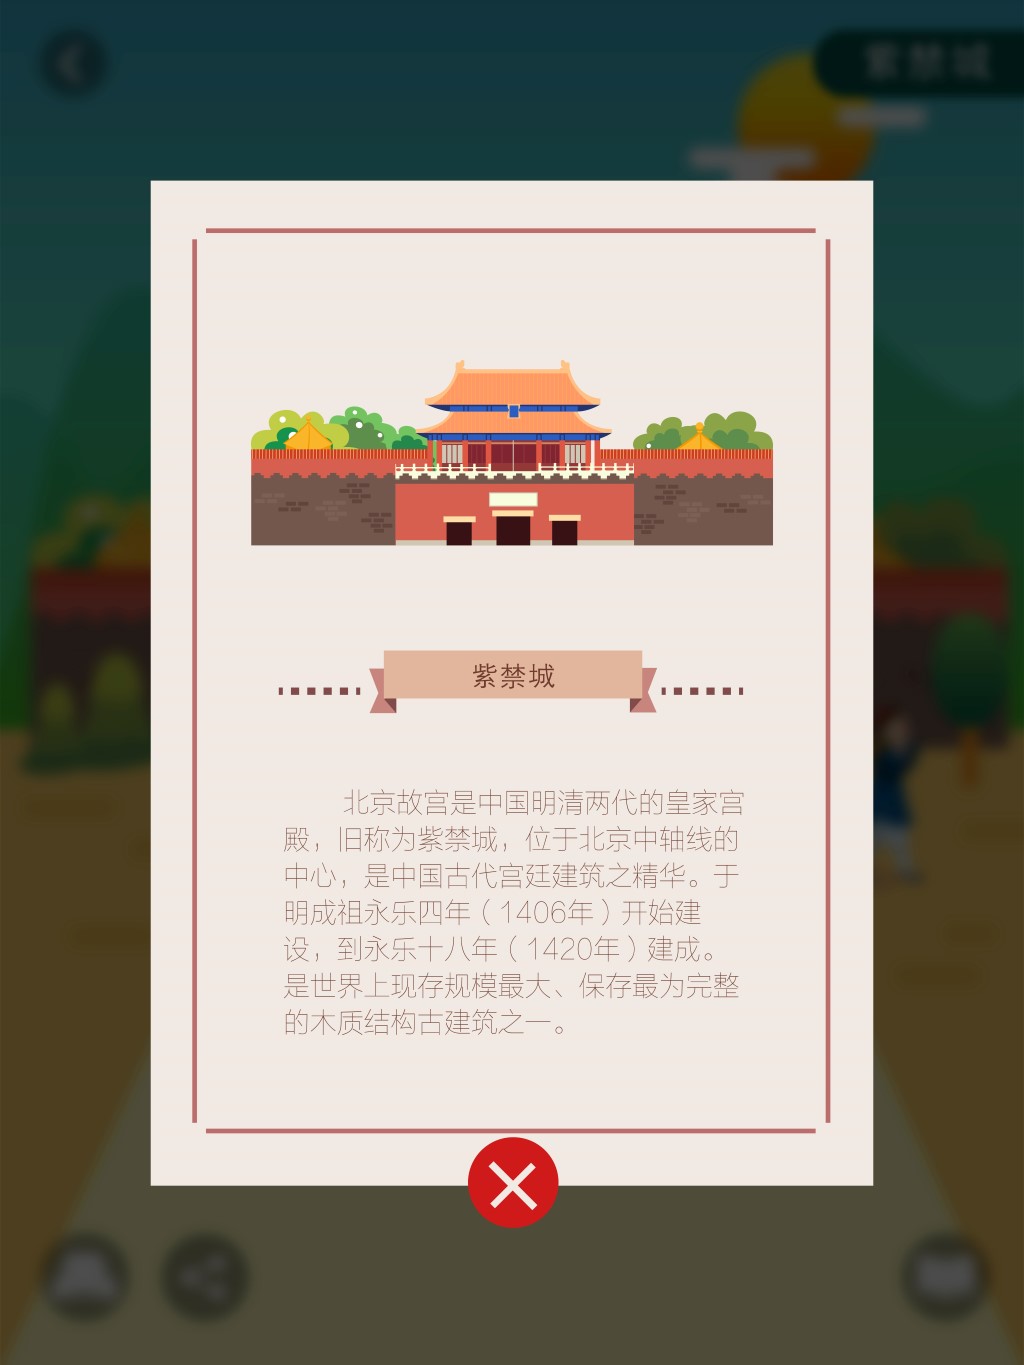 紫禁城
紫禁城
北京故宫是中国明清两代的皇家宫
殿，旧称为紫禁城，位于北京中轴线的
中心，是中国古代宫廷建筑之精华。于
明成祖永乐四年（1406年）开始建
设，到永乐十八年（1420年）建成。
是世界上现存规模最大、保存最为完整
的木质结构古建筑之一。